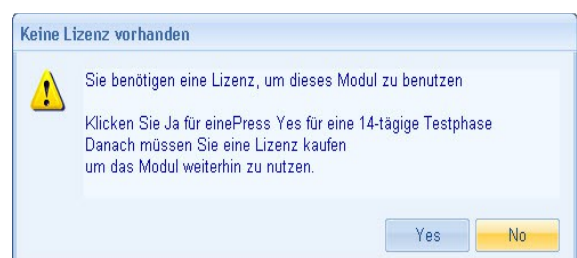 Keine Lizenz vorhanden
Sie benötigen eine Lizenz, um dieses Modul zu benutzen
Klicken Sie Ja für einePress Yes für eine 14-tägige Testphase
Danach müssen Sie eine Lizenz kaufen
um das Modul weiterhin zu nutzen.
Yes No